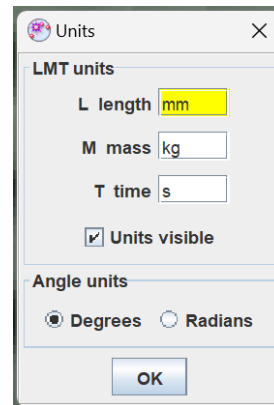 Units
LMT units
L length mm
M mass kg
T time s
Units visible
Angle units
Degrees Radians
OK